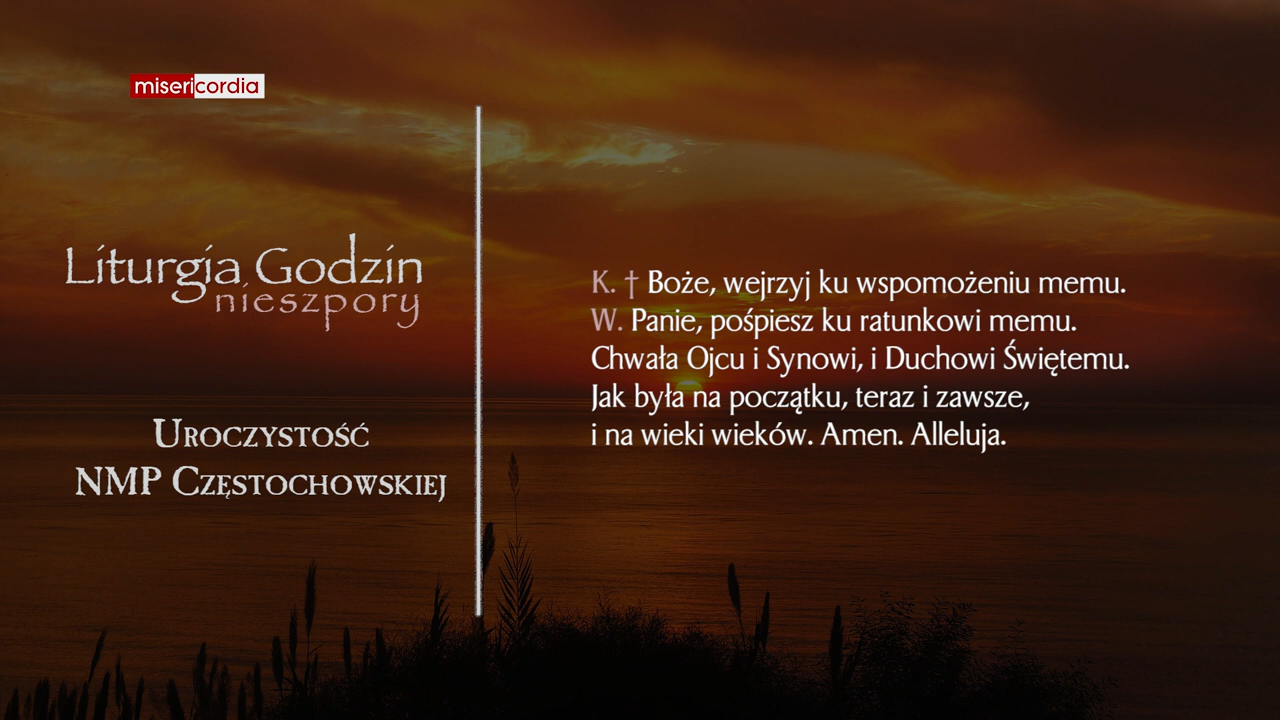 misericordia
Liturgia Godzin
nieszpory
Uroczystość
NMP Częstochowskiej
K. † Boże, wejrzyj ku wspomożeniu memu.
W. Panie, pośpiesz ku ratunkowi memu.
Chwała Ojcu i Synowi, i Duchowi Świętemu.
Jak była na początku, teraz i zawsze,
i na wieki wieków. Amen. Alleluja.